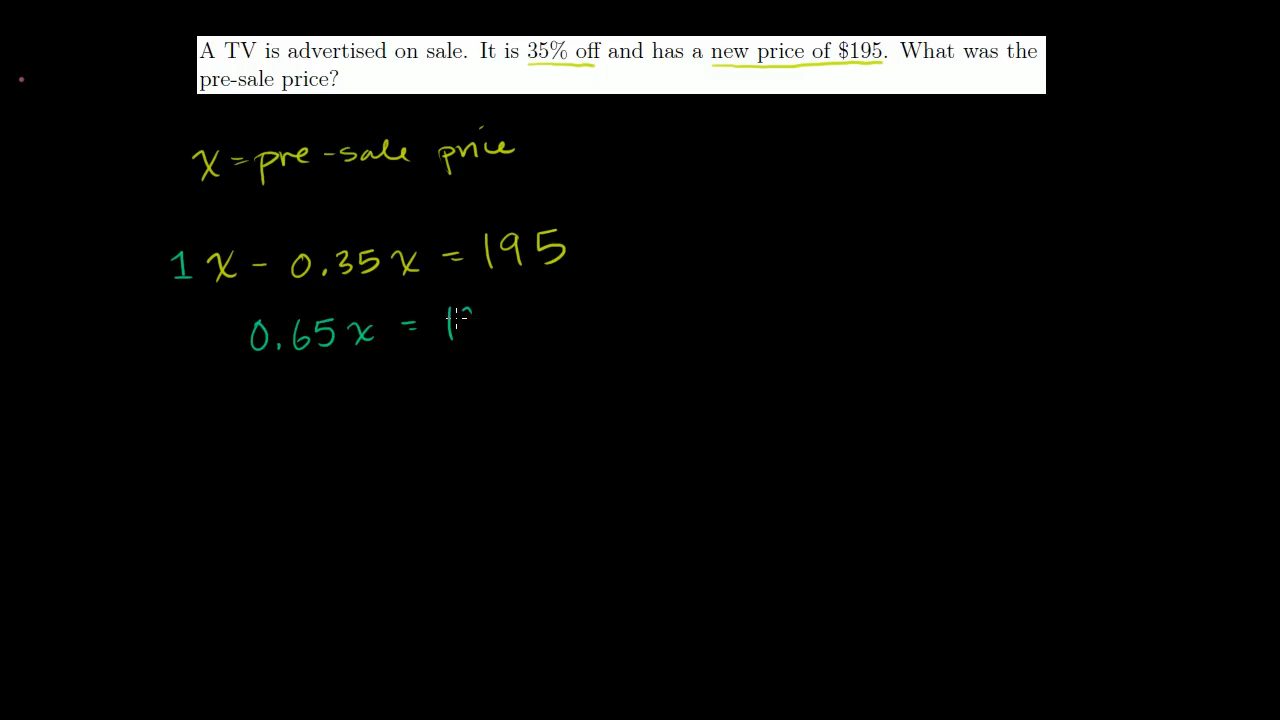 A TV is advertised on sale. It is 35% off and has a new price of $195. What was the
pre-sale price?
x = pre-sale price
1x - 0.35x = 195
0.65x = 1